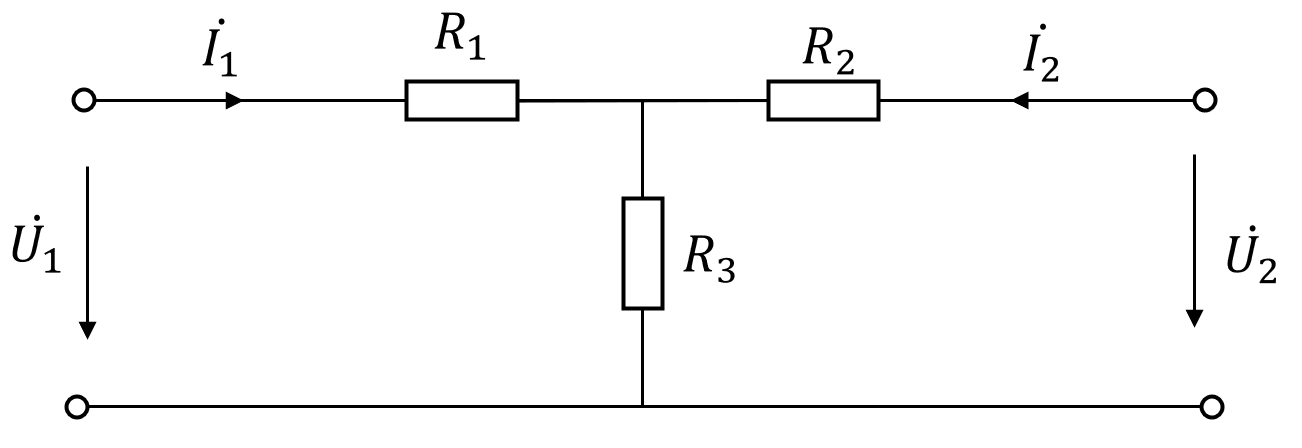 İ₁
R₁
R₂
İ₂
U̇₁
R₃
U̇₂